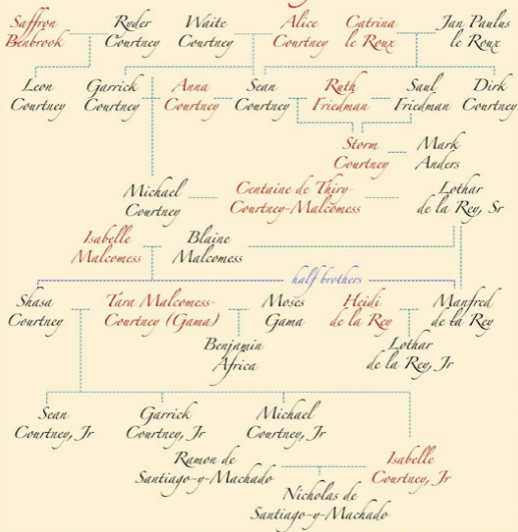 Saffron Benbrook
Ryder Courtney
Waite Courtney
Alice Courtney
Catrina le Roux
Jan Paulus le Roux
Leon Courtney
Garrick Courtney
Anna Courtney
Sean Courtney
Ruth Friedman
Saul Friedman
Dirk Courtney
Storm Courtney
Mark Anders
Michael Courtney
Centaine de Thiry-
Courtney-Malcomess
Lothar
de la Rey, Sr
Isabelle Malcomess
Blaine Malcomess
half brothers
Shasa Courtney
Tara Malcomess-
Courtney (Gama)
Moses Gama
Heidi de la Rey
Manfred de la Rey
Benjamin Africa
Lothar
de la Rey, Jr
Sean
Courtney, Jr
Garrick
Courtney, Jr
Michael
Courtney, Jr
Ramon de
Santiago-y-Machado
Isabelle
Courtney, Jr
Nicholas de
Santiago-y-Machado